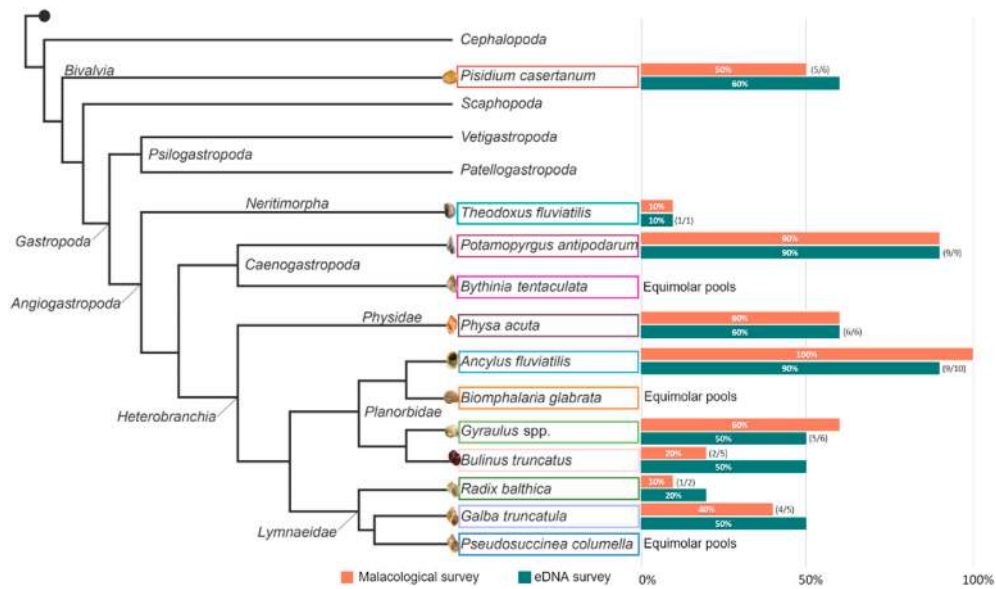 Cephalopoda
Bivalvia
Pisidium casertanum
50% (5/6)
60%
Scaphopoda
Vetigastropoda
Psilogastropoda
Patellogastropoda
Neritimorpha
Theodoxus fluviatilis
10%
10% (1/1)
Gastropoda
Potamopyrgus antipodarum
90%
90% (9/9)
Caenogastropoda
Bythinia tentaculata Equimolar pools
Angiogastropoda
Physidae
Physa acuta
60%
60% (6/6)
Ancylus fluviatilis
100%
90% (9/10)
Biomphalaria glabrata Equimolar pools
Planorbidae
Heterobranchia
Gyraulus spp.
60%
50% (5/6)
Bulinus truncatus
20% (2/5)
50%
Radix balthica
10% (1/2)
20%
Galba truncatula
40% (4/5)
50%
Lymnaeidae
Pseudosuccinea columella Equimolar pools
Malacological survey eDNA survey 0% 50% 100%